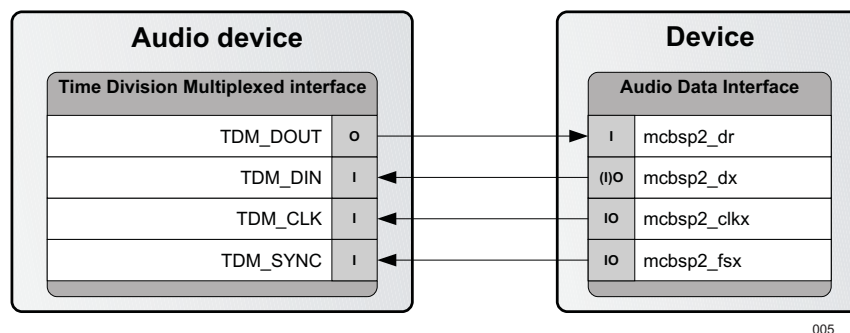 Audio device
Device
Time Division Multiplexed interface
Audio Data Interface
TDM_DOUT O I mcbsp2_dr
TDM_DIN I (I)O mcbsp2_dx
TDM_CLK I IO mcbsp2_clkx
TDM_SYNC I IO mcbsp2_fsx
005